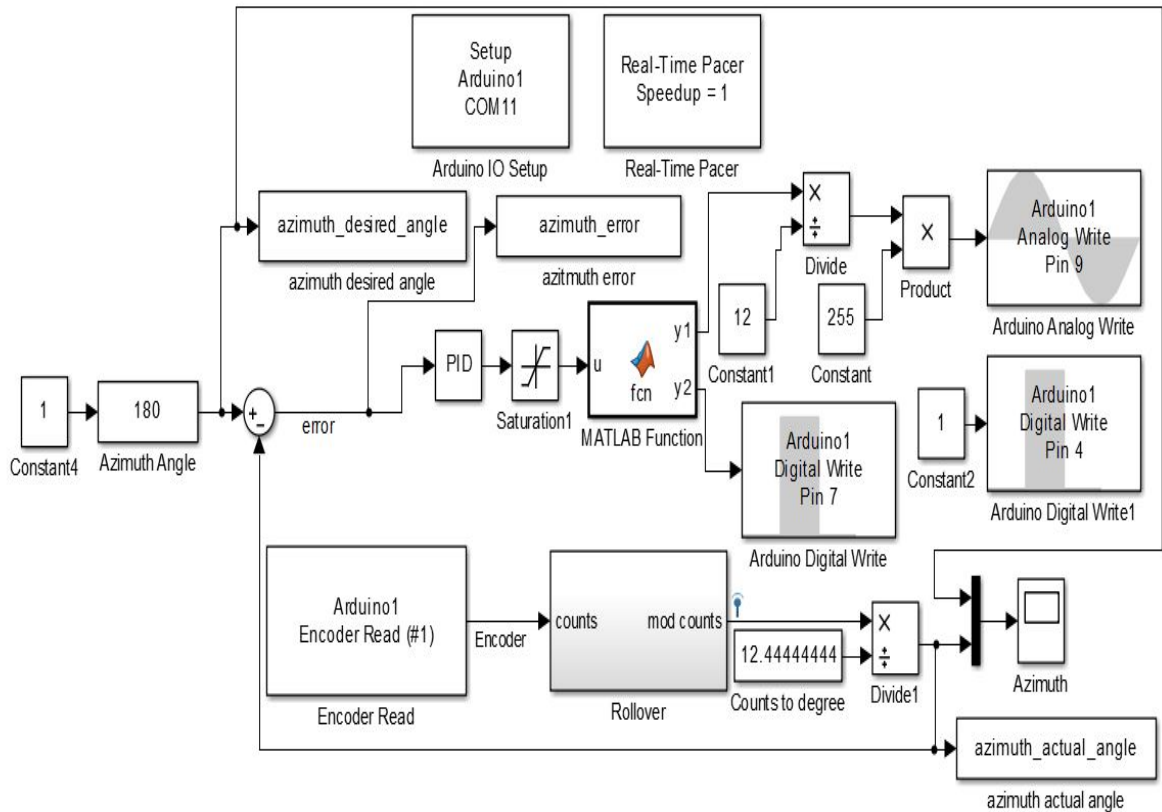 Setup
Arduino1
COM11
Arduino IO Setup
Real-Time Pacer
Speedup = 1
Real-Time Pacer
azimuth_desired_angle
azimuth desired angle
azimuth_error
azitmuth error
×
÷
Divide
×
Product
Arduino1
Analog Write
Pin 9
Arduino Analog Write
12
Constant1
255
Constant
1
Constant4
180
Azimuth Angle
+
−
error
PID
Saturation1
u
fcn
y1
y2
MATLAB Function
Arduino1
Digital Write
Pin 7
Arduino Digital Write
1
Constant2
Arduino1
Digital Write
Pin 4
Arduino Digital Write1
Arduino1
Encoder Read (#1)
Encoder Read
Encoder
counts
mod counts
Rollover
12.44444444
Counts to degree
×
÷
Divide1
Azimuth
azimuth_actual_angle
azimuth actual angle